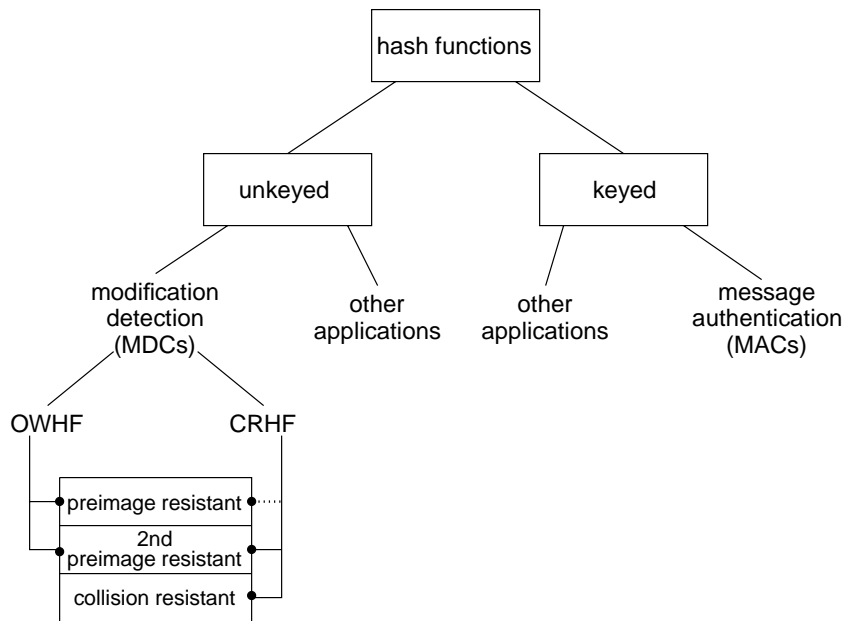 hash functions
unkeyed
keyed
modification
detection
(MDCs)
other
applications
other
applications
message
authentication
(MACs)
OWHF
CRHF
preimage resistant
2nd
preimage resistant
collision resistant